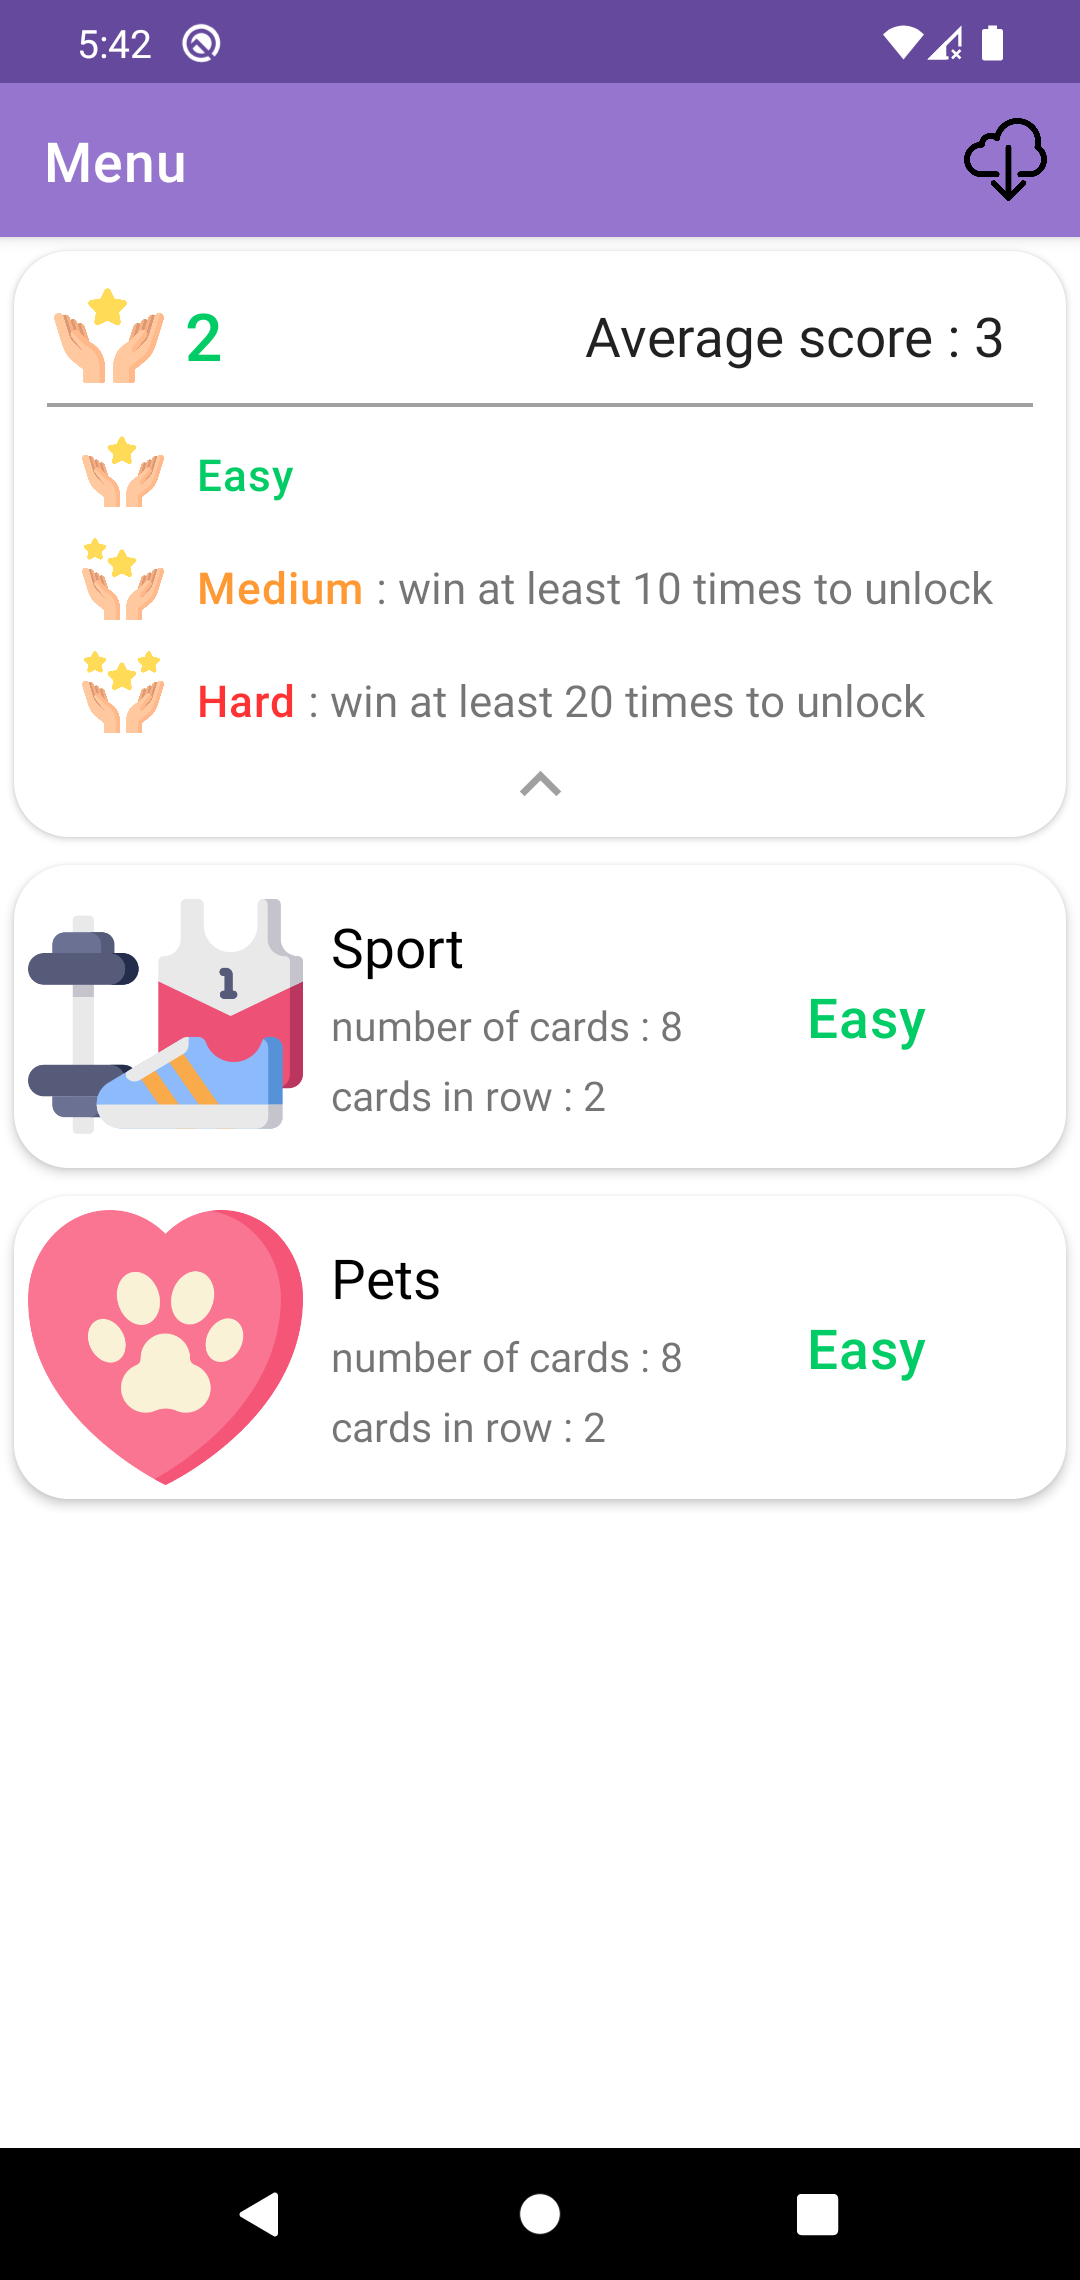 5:42
Menu
2 Average score : 3
Easy
Medium : win at least 10 times to unlock
Hard : win at least 20 times to unlock
1
Sport
number of cards : 8
Easy
cards in row : 2
Pets
number of cards : 8
Easy
cards in row : 2